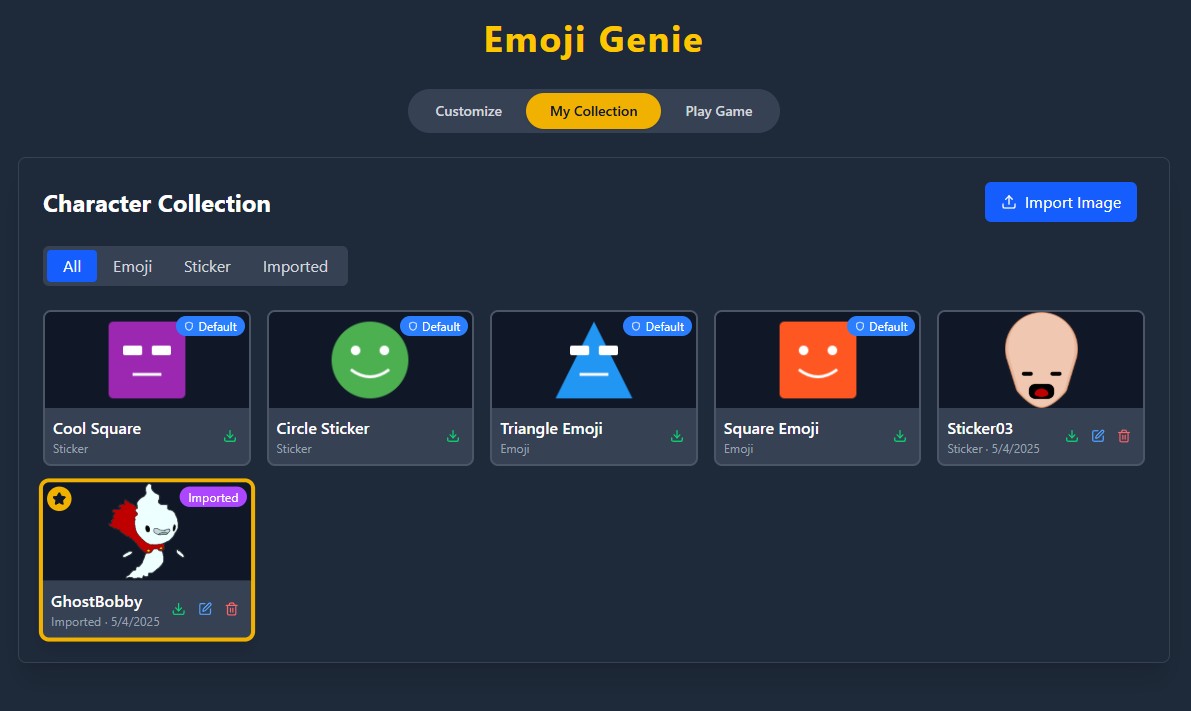 Emoji Genie
Customize
My Collection
Play Game
Character Collection
Import Image
All
Emoji
Sticker
Imported
Default
Cool Square
Sticker
Default
Circle Sticker
Sticker
Default
Triangle Emoji
Emoji
Default
Square Emoji
Emoji
Sticker03
Sticker · 5/4/2025
Imported
GhostBobby
Imported · 5/4/2025